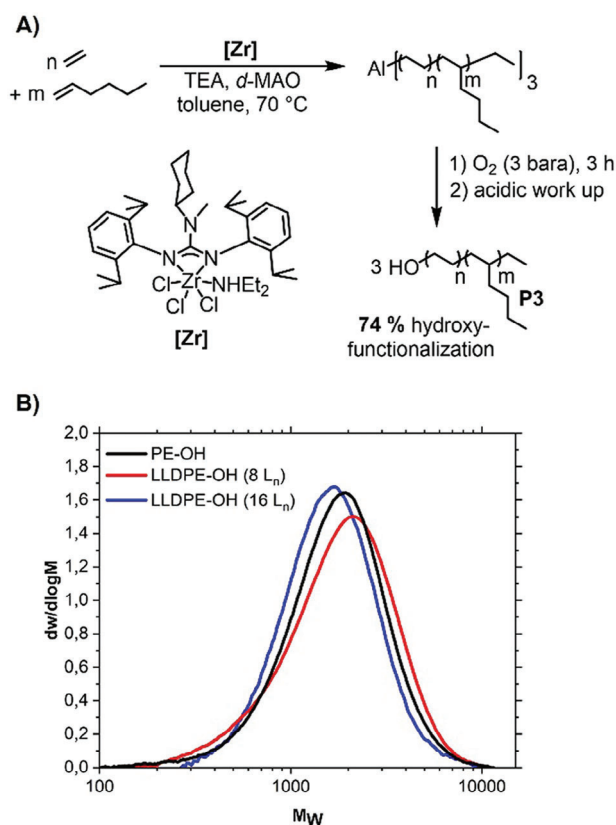 A)
n
+ m
[Zr]
TEA, d-MAO
toluene, 70 °C
Al
n
m
3
1) O2 (3 bara), 3 h
2) acidic work up
N
N
N
Cl
Zr
NHEt2
Cl
Cl
[Zr]
3 HO
n
m
P3
74 % hydroxy-
functionalization
B)
2,0
1,8
1,6
1,4
1,2
1,0
0,8
0,6
0,4
0,2
0,0
dw/dlogM
PE-OH
LLDPE-OH (8 Ln)
LLDPE-OH (16 Ln)
100
1000
10000
MW